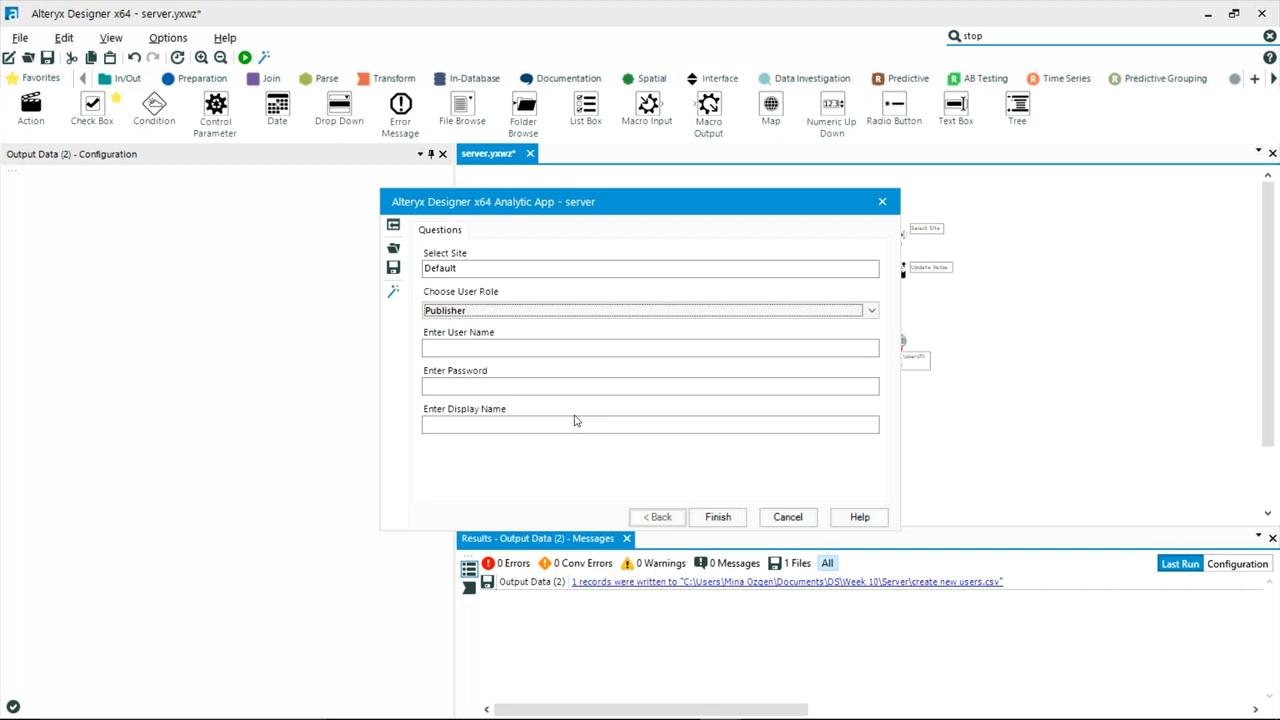 Alteryx Designer x64 - server.yxwz*
File Edit View Options Help
stop
Favorites In/Out Preparation Join Parse Transform In-Database Documentation Spatial Interface Data Investigation Predictive AB Testing Time Series Predictive Grouping
Action Check Box Condition Control Parameter Date Drop Down Error Message File Browse Folder Browse List Box Macro Input Macro Output Map Numeric Up Down Radio Button Text Box Tree
Output Data (2) - Configuration
server.yxwz*
Alteryx Designer x64 Analytic App - server
Questions
Select Site
Default
Choose User Role
Publisher
Enter User Name
Enter Password
Enter Display Name
< Back Finish Cancel Help
Select Site
Update Value
Results - Output Data (2) - Messages
0 Errors 0 Conv Errors 0 Warnings 0 Messages 1 Files All
Last Run Configuration
Output Data (2) 1 records were written to "C:\Users\Mina Ozgen\Documents\DS\Week 10\Server\create new users.csv"